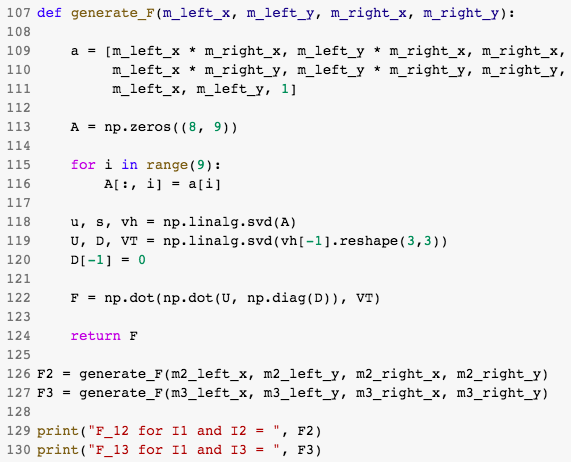 107 def generate_F(m_left_x, m_left_y, m_right_x, m_right_y):
108
109     a = [m_left_x * m_right_x, m_left_y * m_right_x, m_right_x,
110          m_left_x * m_right_y, m_left_y * m_right_y, m_right_y,
111          m_left_x, m_left_y, 1]
112
113     A = np.zeros((8, 9))
114
115     for i in range(9):
116         A[:, i] = a[i]
117
118     u, s, vh = np.linalg.svd(A)
119     U, D, VT = np.linalg.svd(vh[-1].reshape(3,3))
120     D[-1] = 0
121
122     F = np.dot(np.dot(U, np.diag(D)), VT)
123
124     return F
125
126 F2 = generate_F(m2_left_x, m2_left_y, m2_right_x, m2_right_y)
127 F3 = generate_F(m3_left_x, m3_left_y, m3_right_x, m3_right_y)
128
129 print("F_12 for I1 and I2 = ", F2)
130 print("F_13 for I1 and I3 = ", F3)